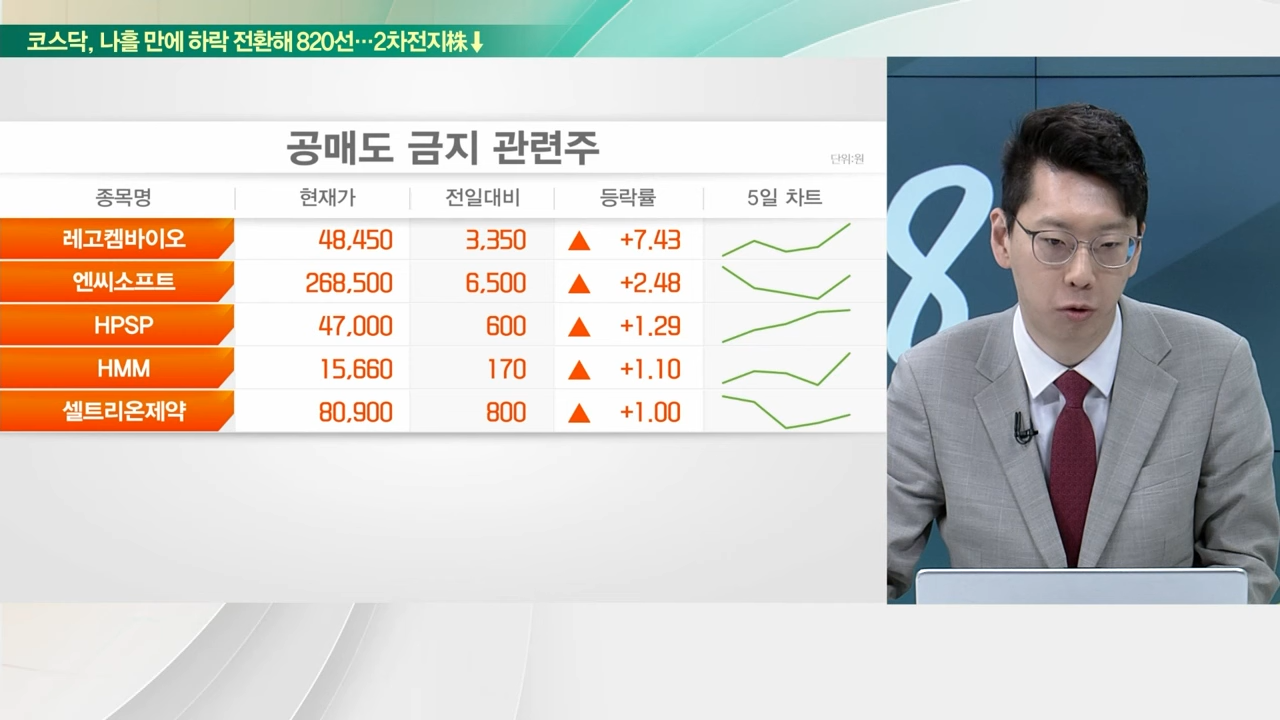 코스닥, 나흘 만에 하락 전환해 820선…2차전지株↓
공매도 금지 관련주
단위:원
종목명 현재가 전일대비 등락률 5일 차트
레고켐바이오 48,450 3,350 ▲ +7.43
엔씨소프트 268,500 6,500 ▲ +2.48
HPSP 47,000 600 ▲ +1.29
HMM 15,660 170 ▲ +1.10
셀트리온제약 80,900 800 ▲ +1.00
8